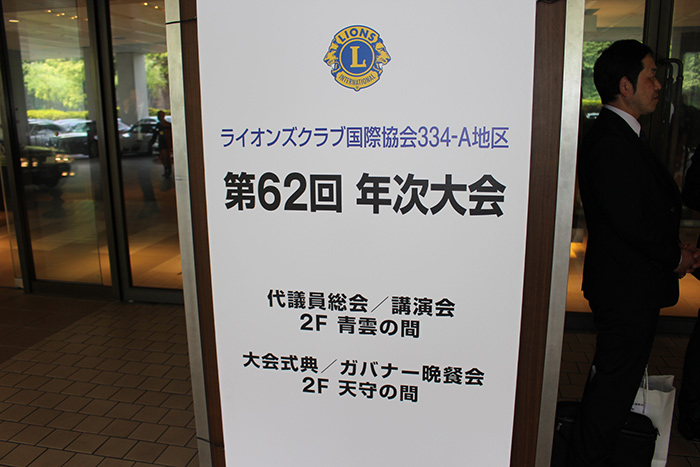 LIONS
L
INTERNATIONAL
ライオンズクラブ国際協会334-A地区
第62回 年次大会
代議員総会／講演会
2F 青雲の間
大会式典／ガバナー晩餐会
2F 天守の間